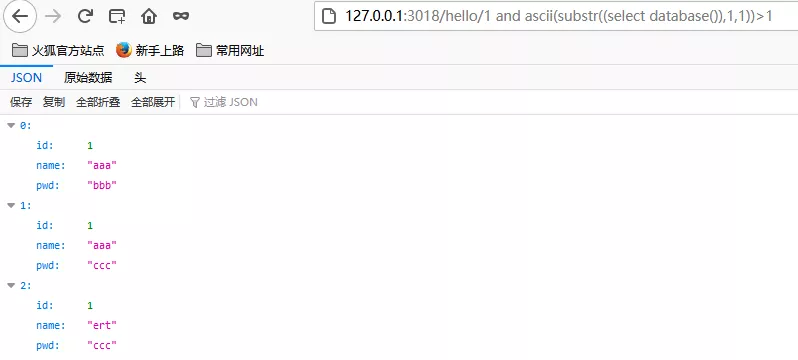 127.0.0.1:3018/hello/1 and ascii(substr((select database()),1,1))>1
火狐官方站点 新手上路 常用网址
JSON 原始数据 头
保存 复制 全部折叠 全部展开 过滤 JSON
0:
id: 1
name: "aaa"
pwd: "bbb"
1:
id: 1
name: "aaa"
pwd: "ccc"
2:
id: 1
name: "ert"
pwd: "ccc"